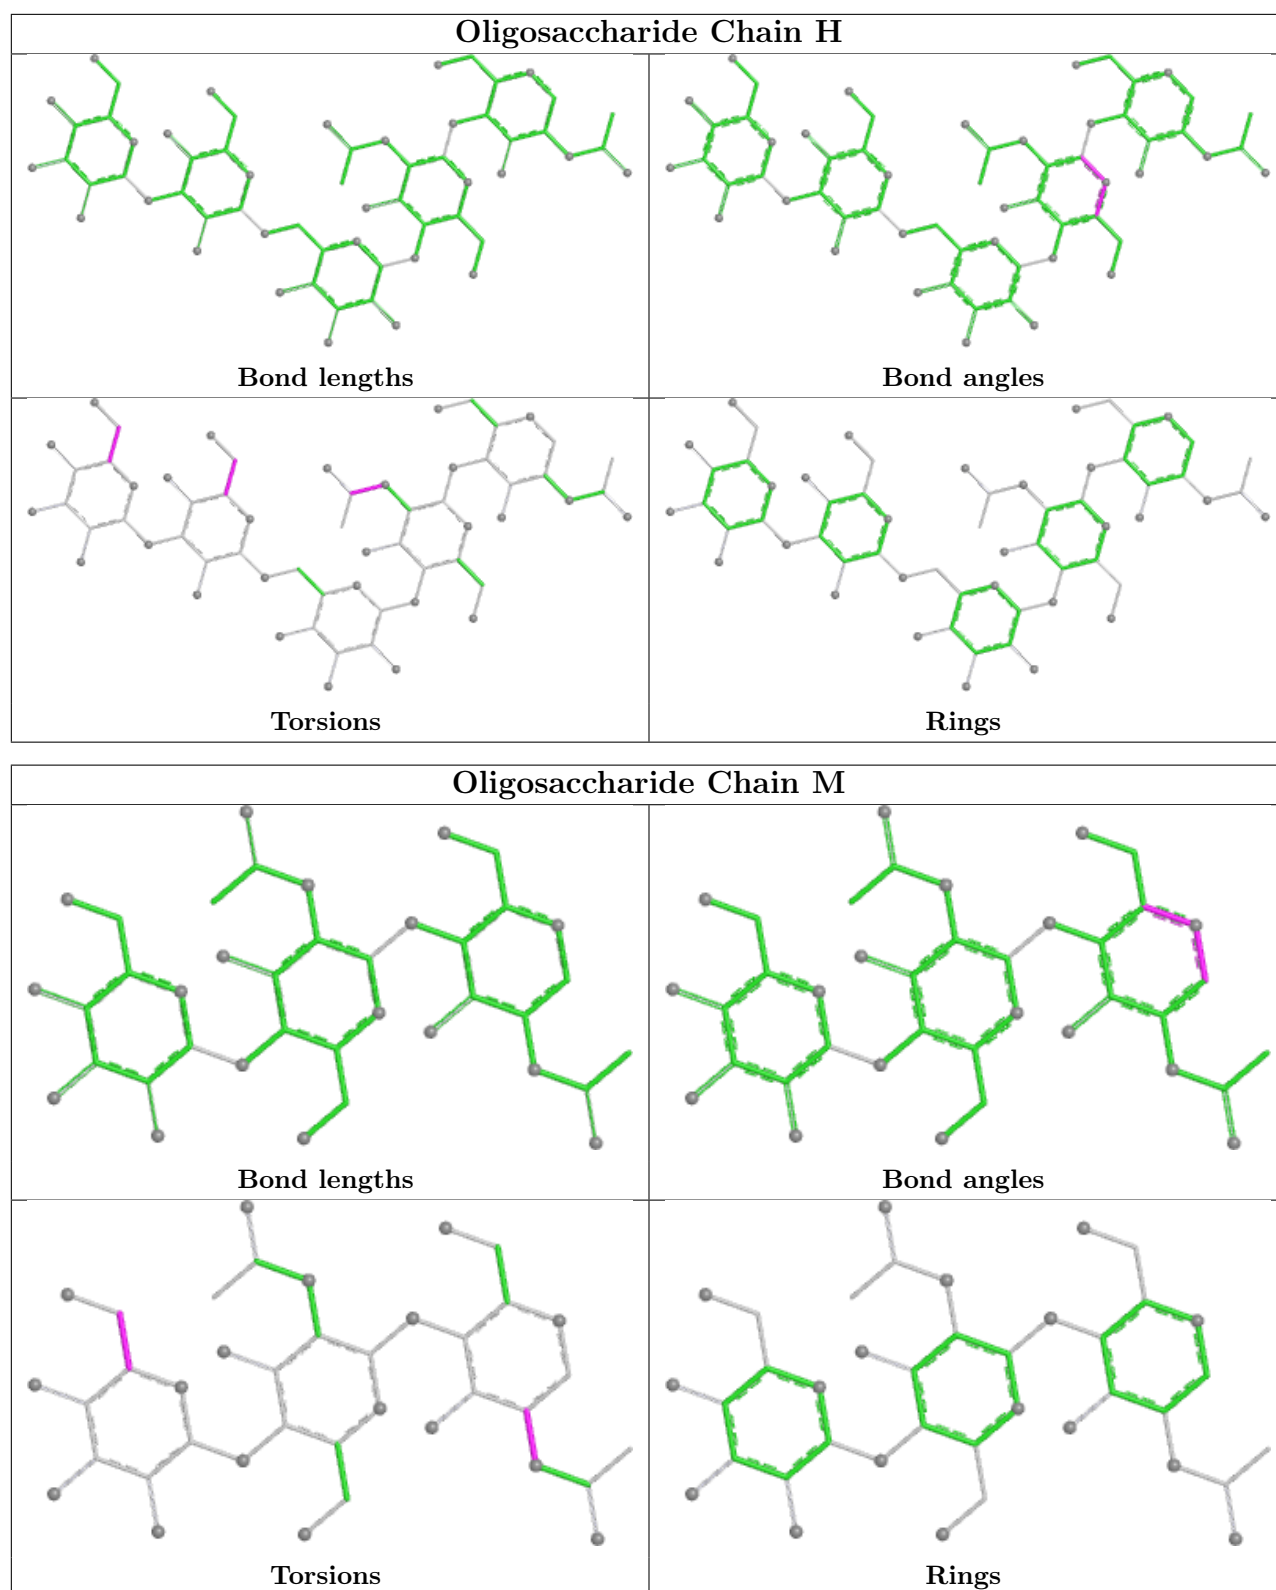 Oligosaccharide Chain H
Bond lengths
Bond angles
Torsions
Rings
Oligosaccharide Chain M
Bond lengths
Bond angles
Torsions
Rings